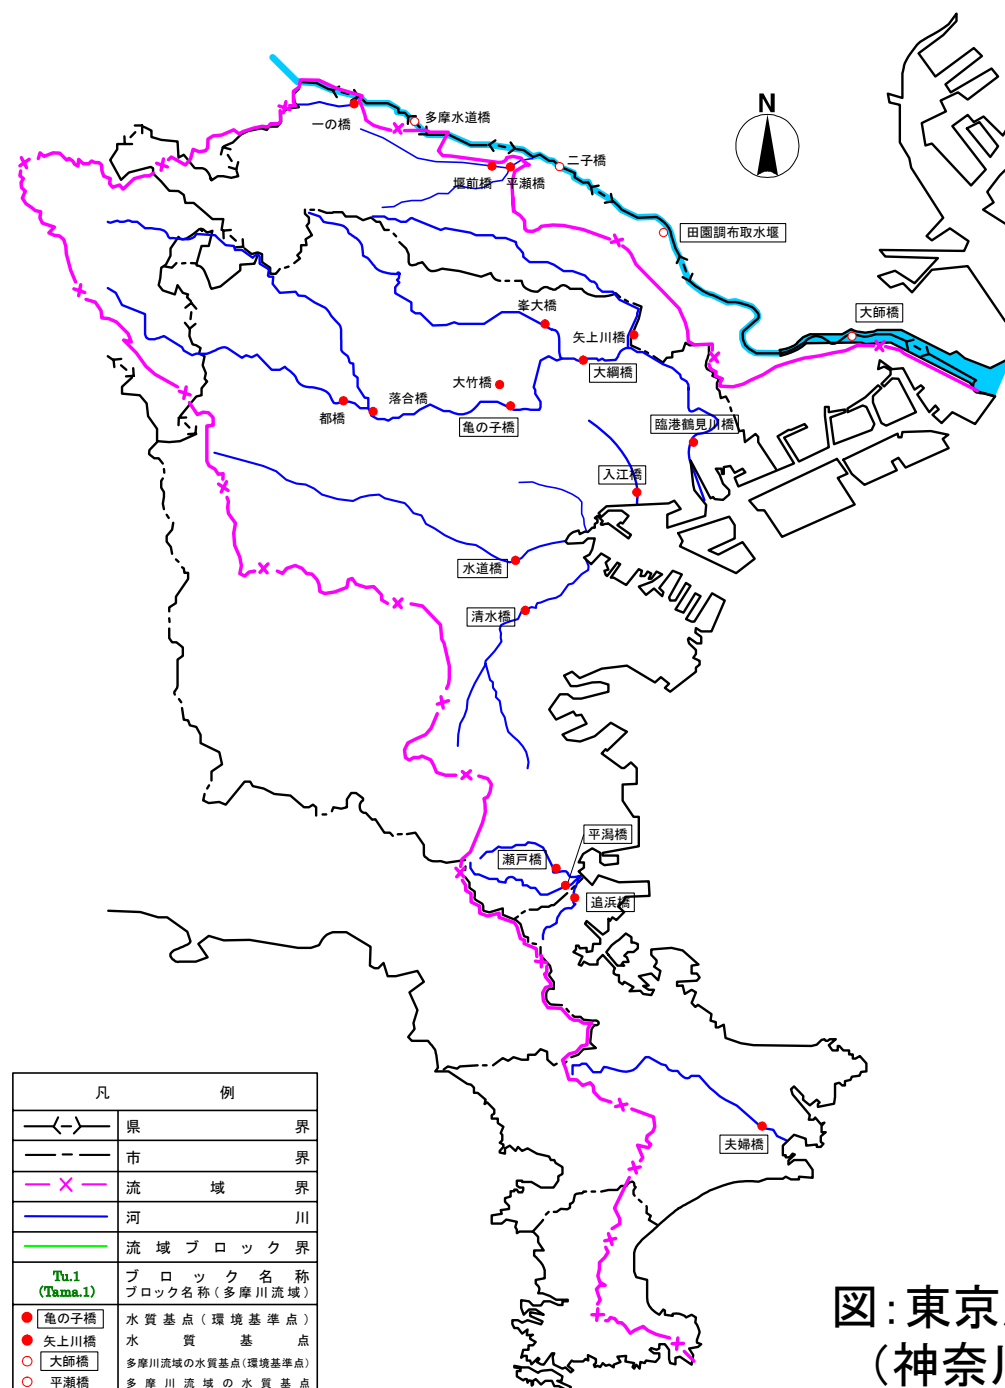 N
一の橋
多摩水道橋
二子橋
堰前橋
平瀬橋
田園調布取水堰
大師橋
峯大橋
矢上川橋
大綱橋
大竹橋
落合橋
都橋
亀の子橋
臨港鶴見川橋
入江橋
水道橋
清水橋
平潟橋
瀬戸橋
追浜橋
夫婦橋
凡 例
県 界
市 界
流 域 界
河 川
流 域 ブ ロ ッ ク 界
Tu.1
(Tama.1)
ブ ロ ッ ク 名 称
ブロック名称(多摩川流域)
亀の子橋 水質基点(環境基準点)
矢上川橋 水 質 基 点
大師橋 多摩川流域の水質基点(環境基準点)
平瀬橋 多 摩 川 流 域 の 水 質 基 点
図:東京
(神奈川